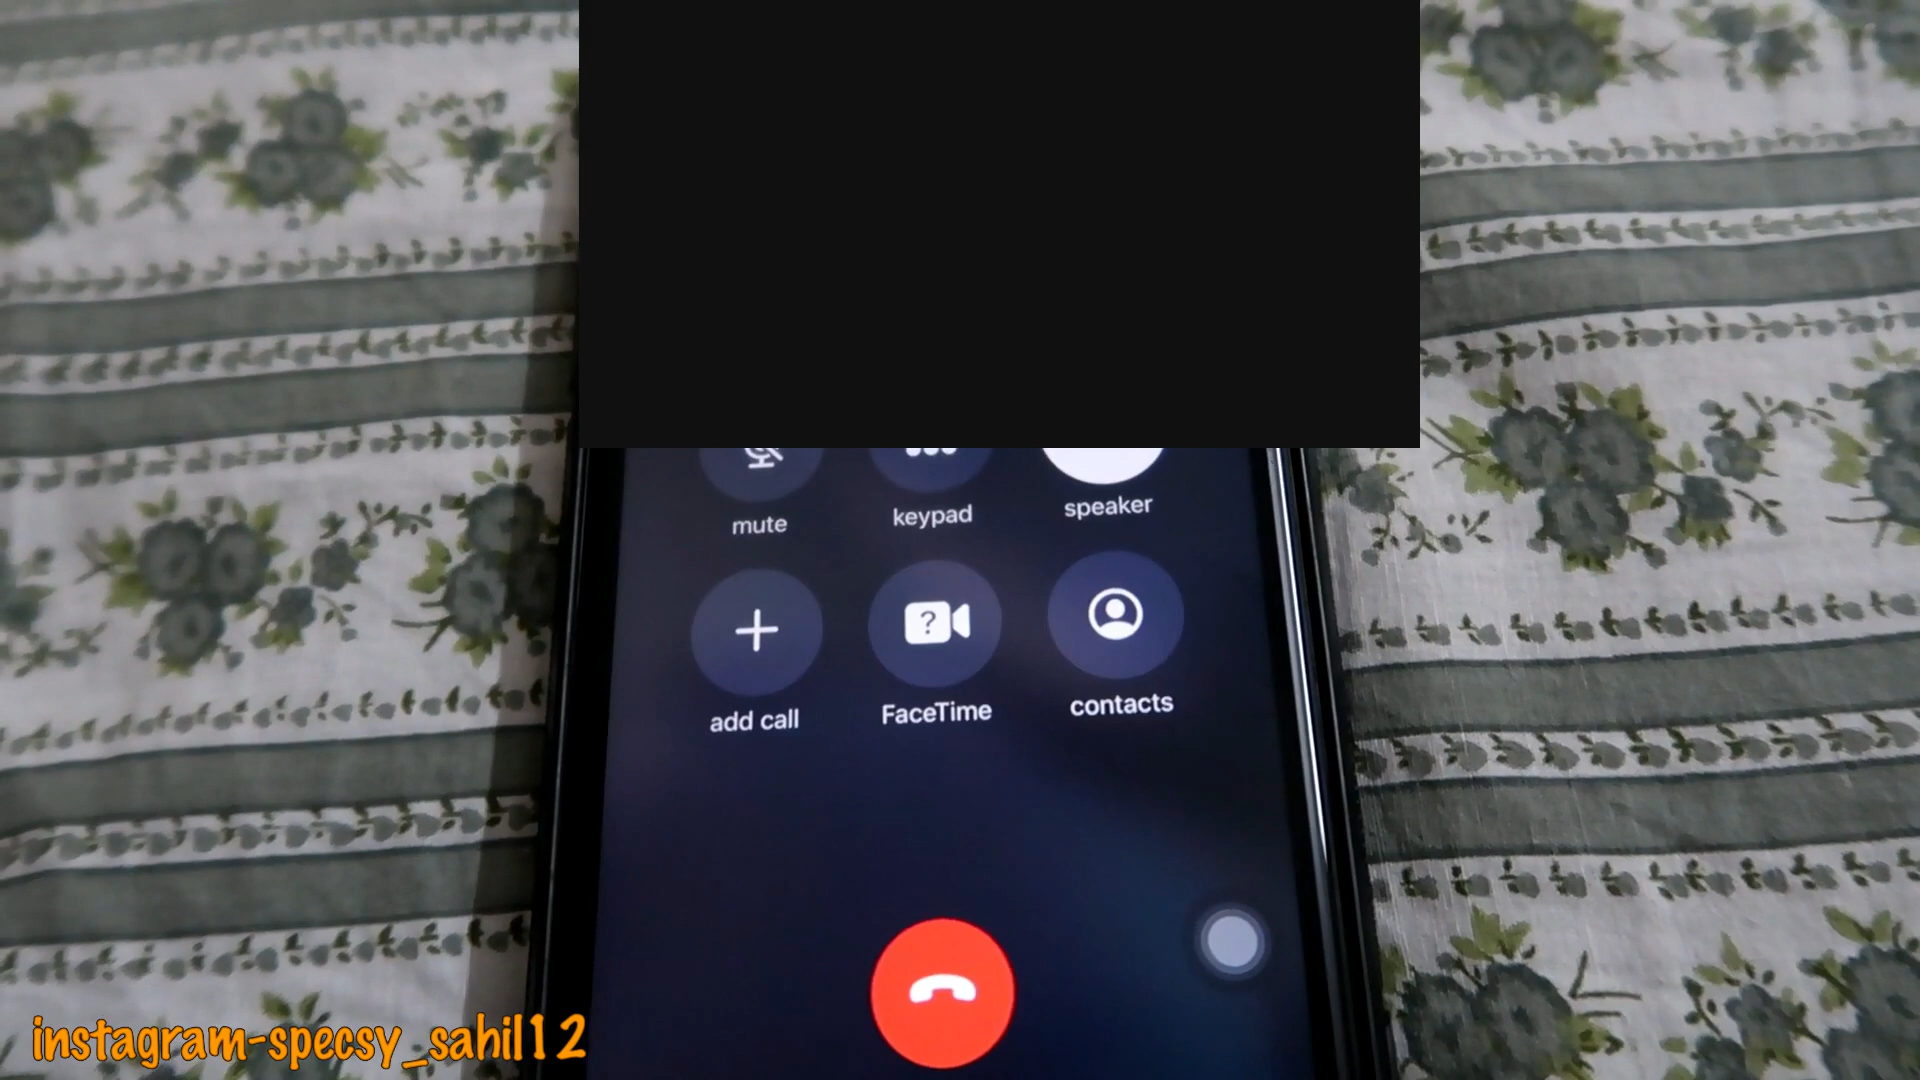 mute keypad speaker
add call FaceTime contacts
instagram-specsy_sahil12